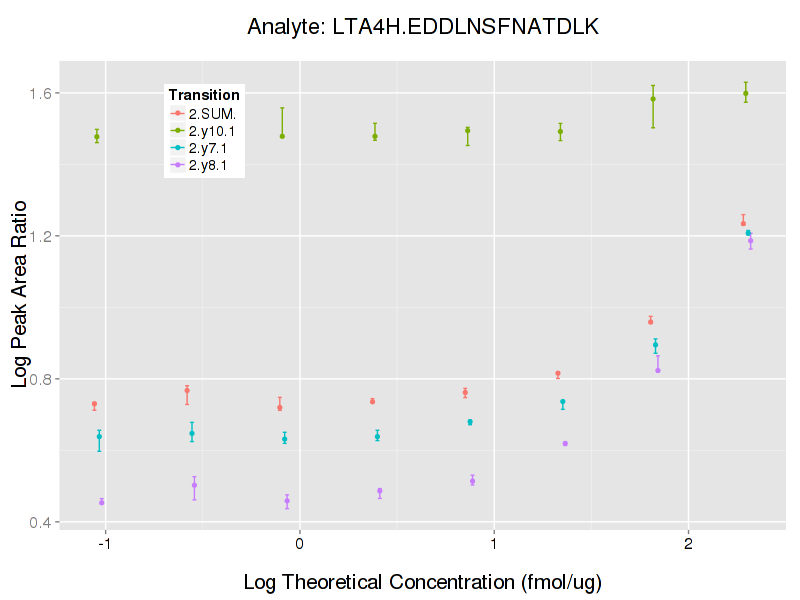 Analyte: LTA4H.EDDLNSFNATDLK
Log Peak Area Ratio
1.6
1.2
0.8
0.4
Transition
2.SUM.
2.y10.1
2.y7.1
2.y8.1
-1
0
1
2
Log Theoretical Concentration (fmol/ug)